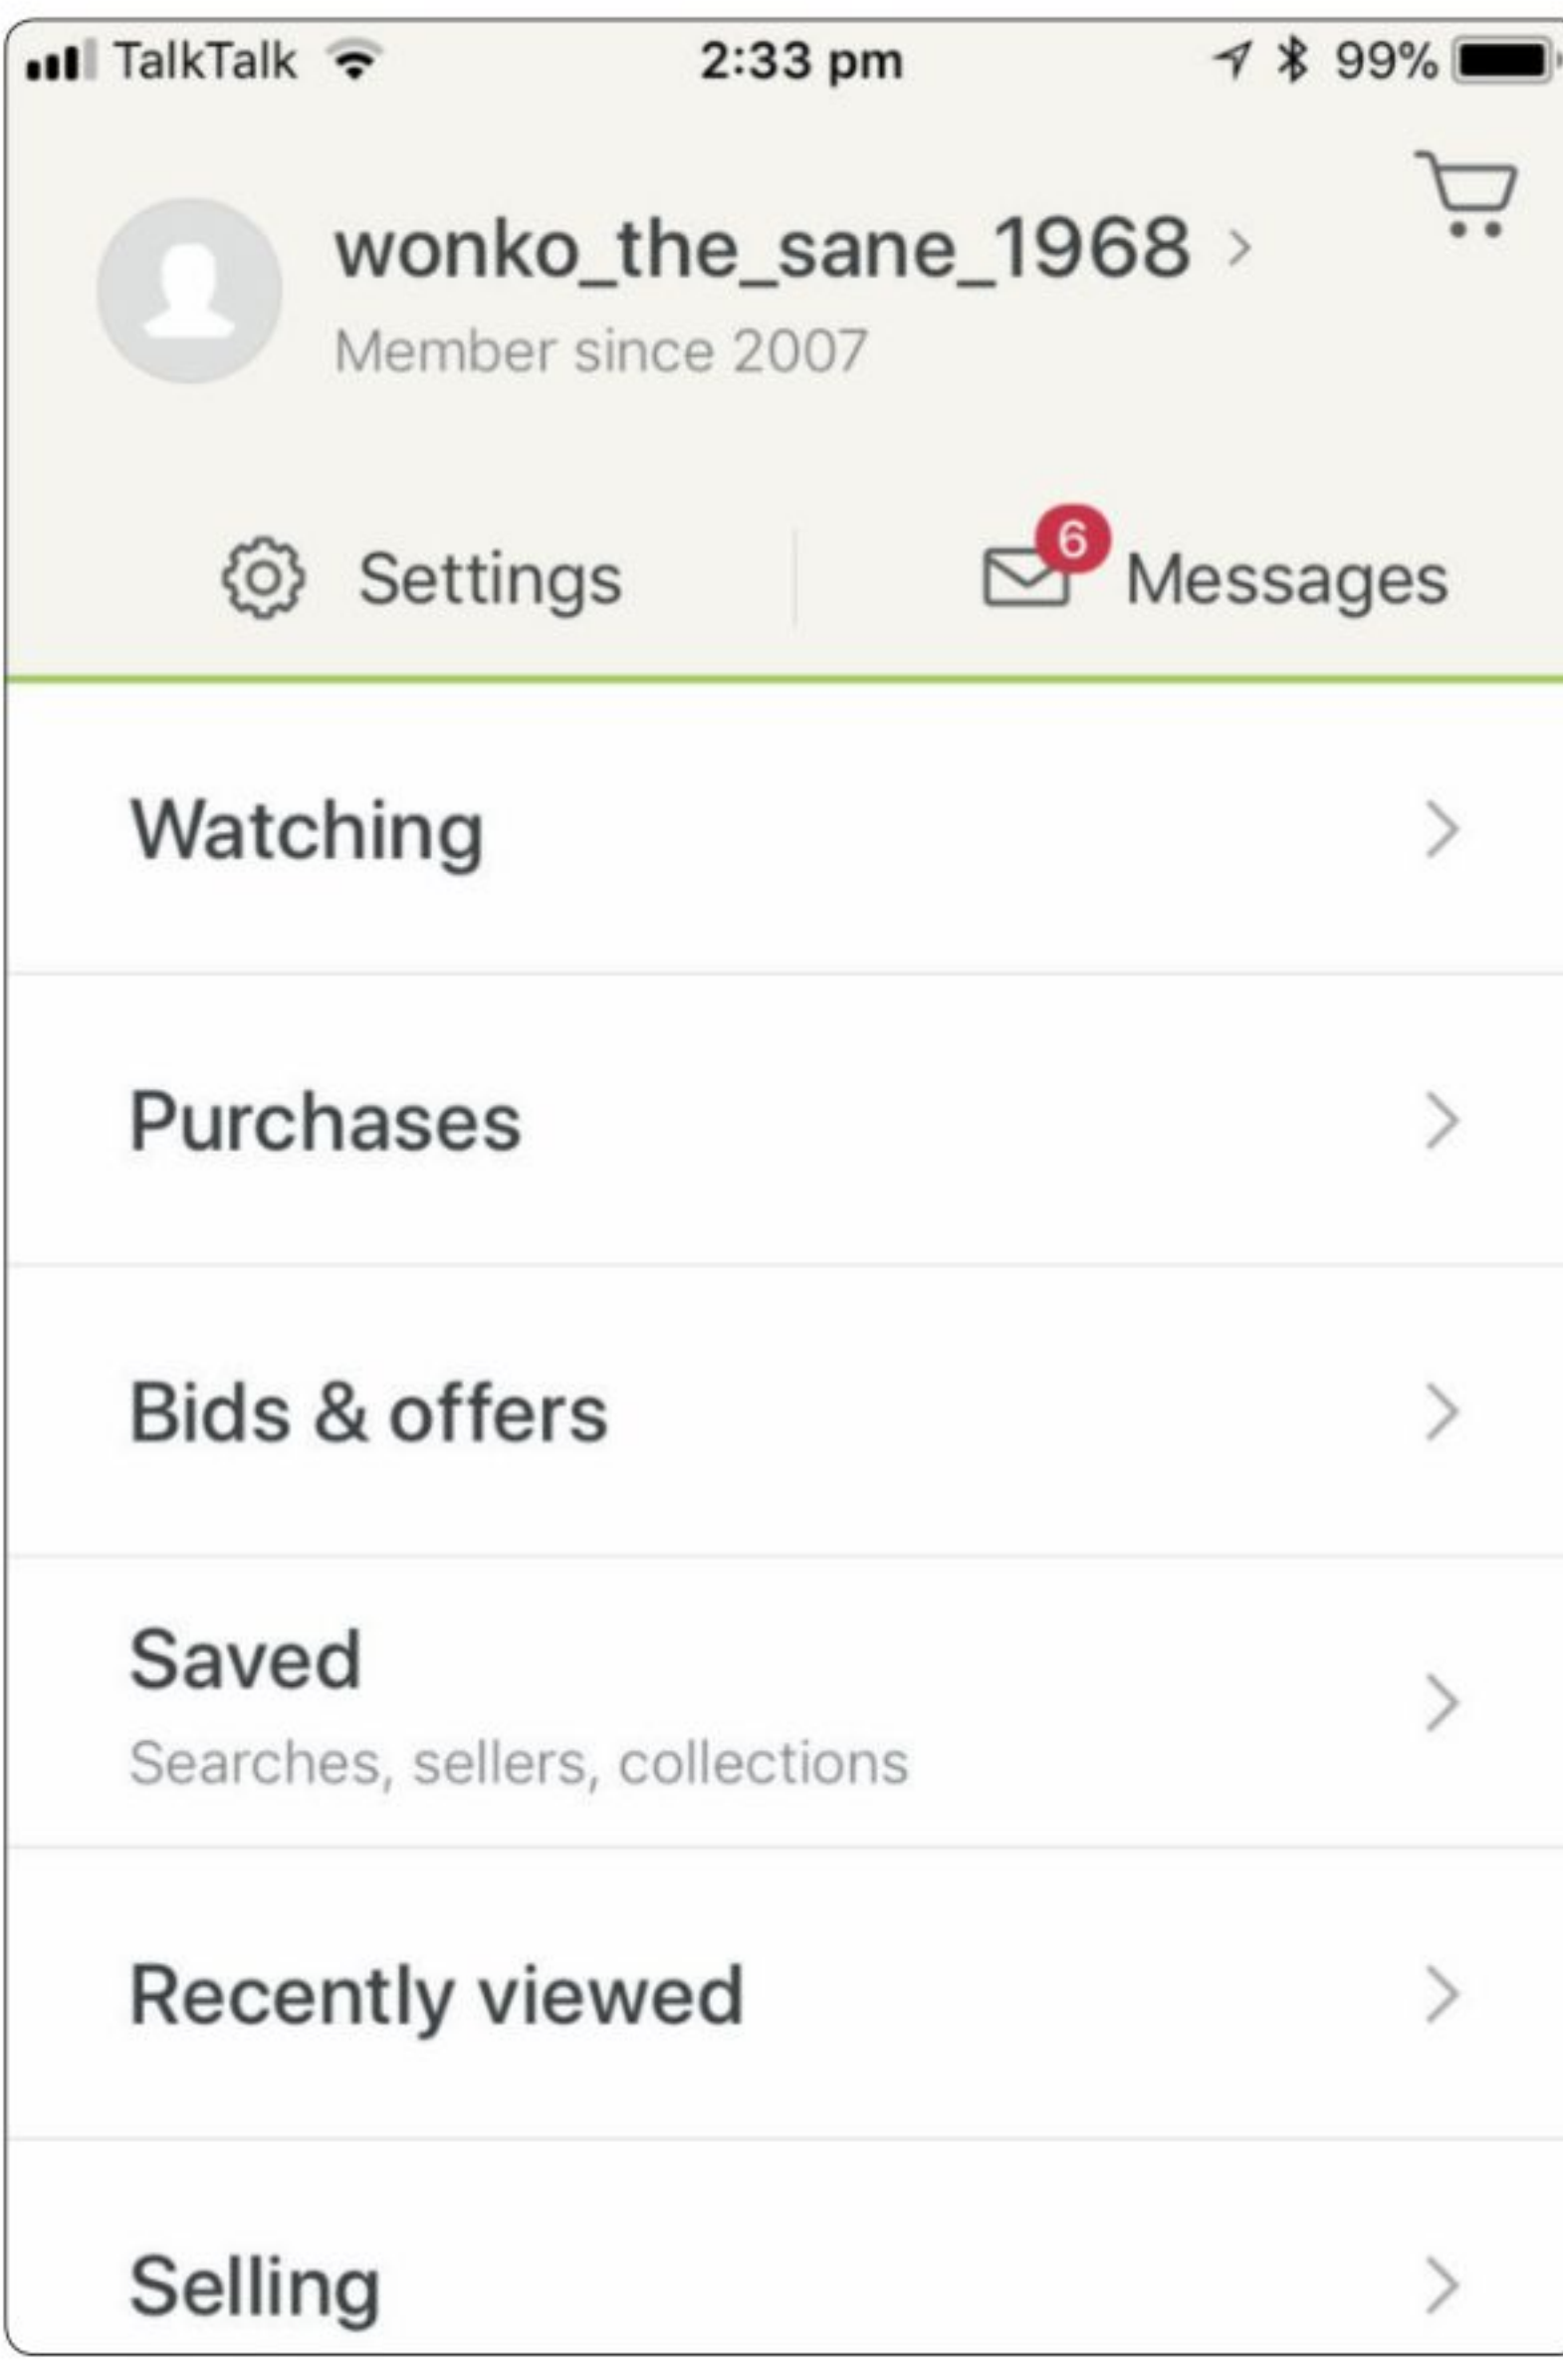 TalkTalk 2:33 pm 99%
wonko_the_sane_1968
Member since 2007
Settings 6 Messages
Watching
Purchases
Bids & offers
Saved
Searches, sellers, collections
Recently viewed
Selling